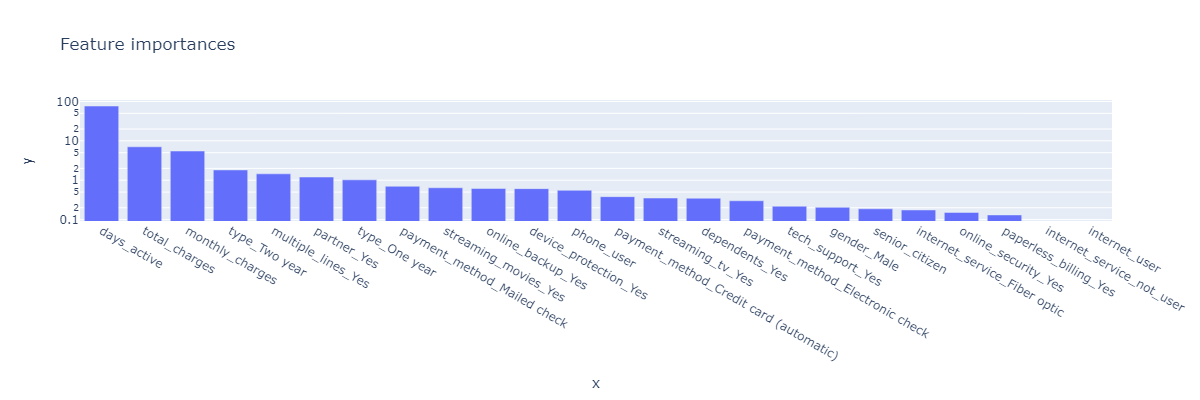 Feature importances
y
100
5
2
10
5
2
1
5
2
0.1
days_active
total_charges
monthly_charges
type_Two year
multiple_lines_Yes
partner_Yes
type_One year
payment_method_Mailed check
streaming_movies_Yes
online_backup_Yes
device_protection_Yes
phone_user
payment_method_Credit card (automatic)
streaming_tv_Yes
dependents_Yes
payment_method_Electronic check
tech_support_Yes
gender_Male
senior_citizen
internet_service_Fiber optic
online_security_Yes
paperless_billing_Yes
internet_service_not_user
internet_user
x